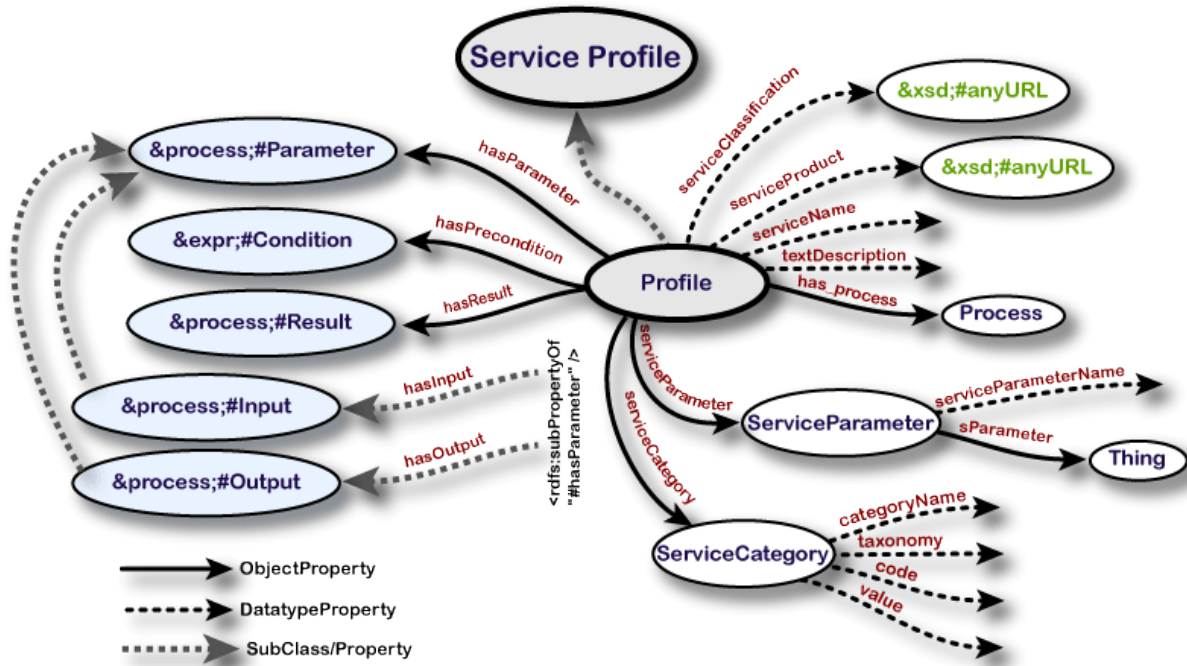 Service Profile
&xsd;#anyURL
serviceClassification
&process;#Parameter
hasParameter
serviceProduct
&xsd;#anyURL
serviceName
&expr;#Condition
hasPrecondition
textDescription
Profile
has_process
&process;#Result
hasResult
Process
hasInput
&process;#Input
<rdfs:subPropertyOf
"#hasParameter" />
serviceParameter
serviceParameterName
ServiceParameter
sParameter
Thing
hasOutput
&process;#Output
serviceCategory
ServiceCategory
categoryName
taxonomy
code
value
ObjectProperty
DatatypeProperty
SubClass/Property